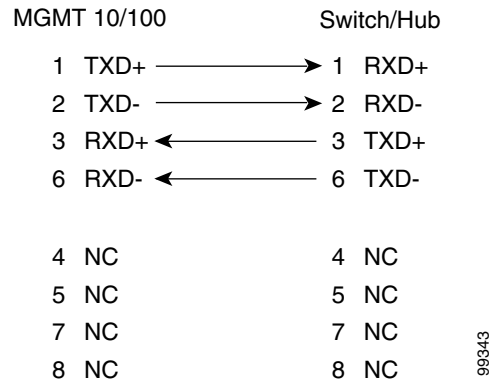 MGMT 10/100 Switch/Hub
1 TXD+ 1 RXD+
2 TXD- 2 RXD-
3 RXD+ 3 TXD+
6 RXD- 6 TXD-
4 NC 4 NC
5 NC 5 NC
7 NC 7 NC
8 NC 8 NC
99343